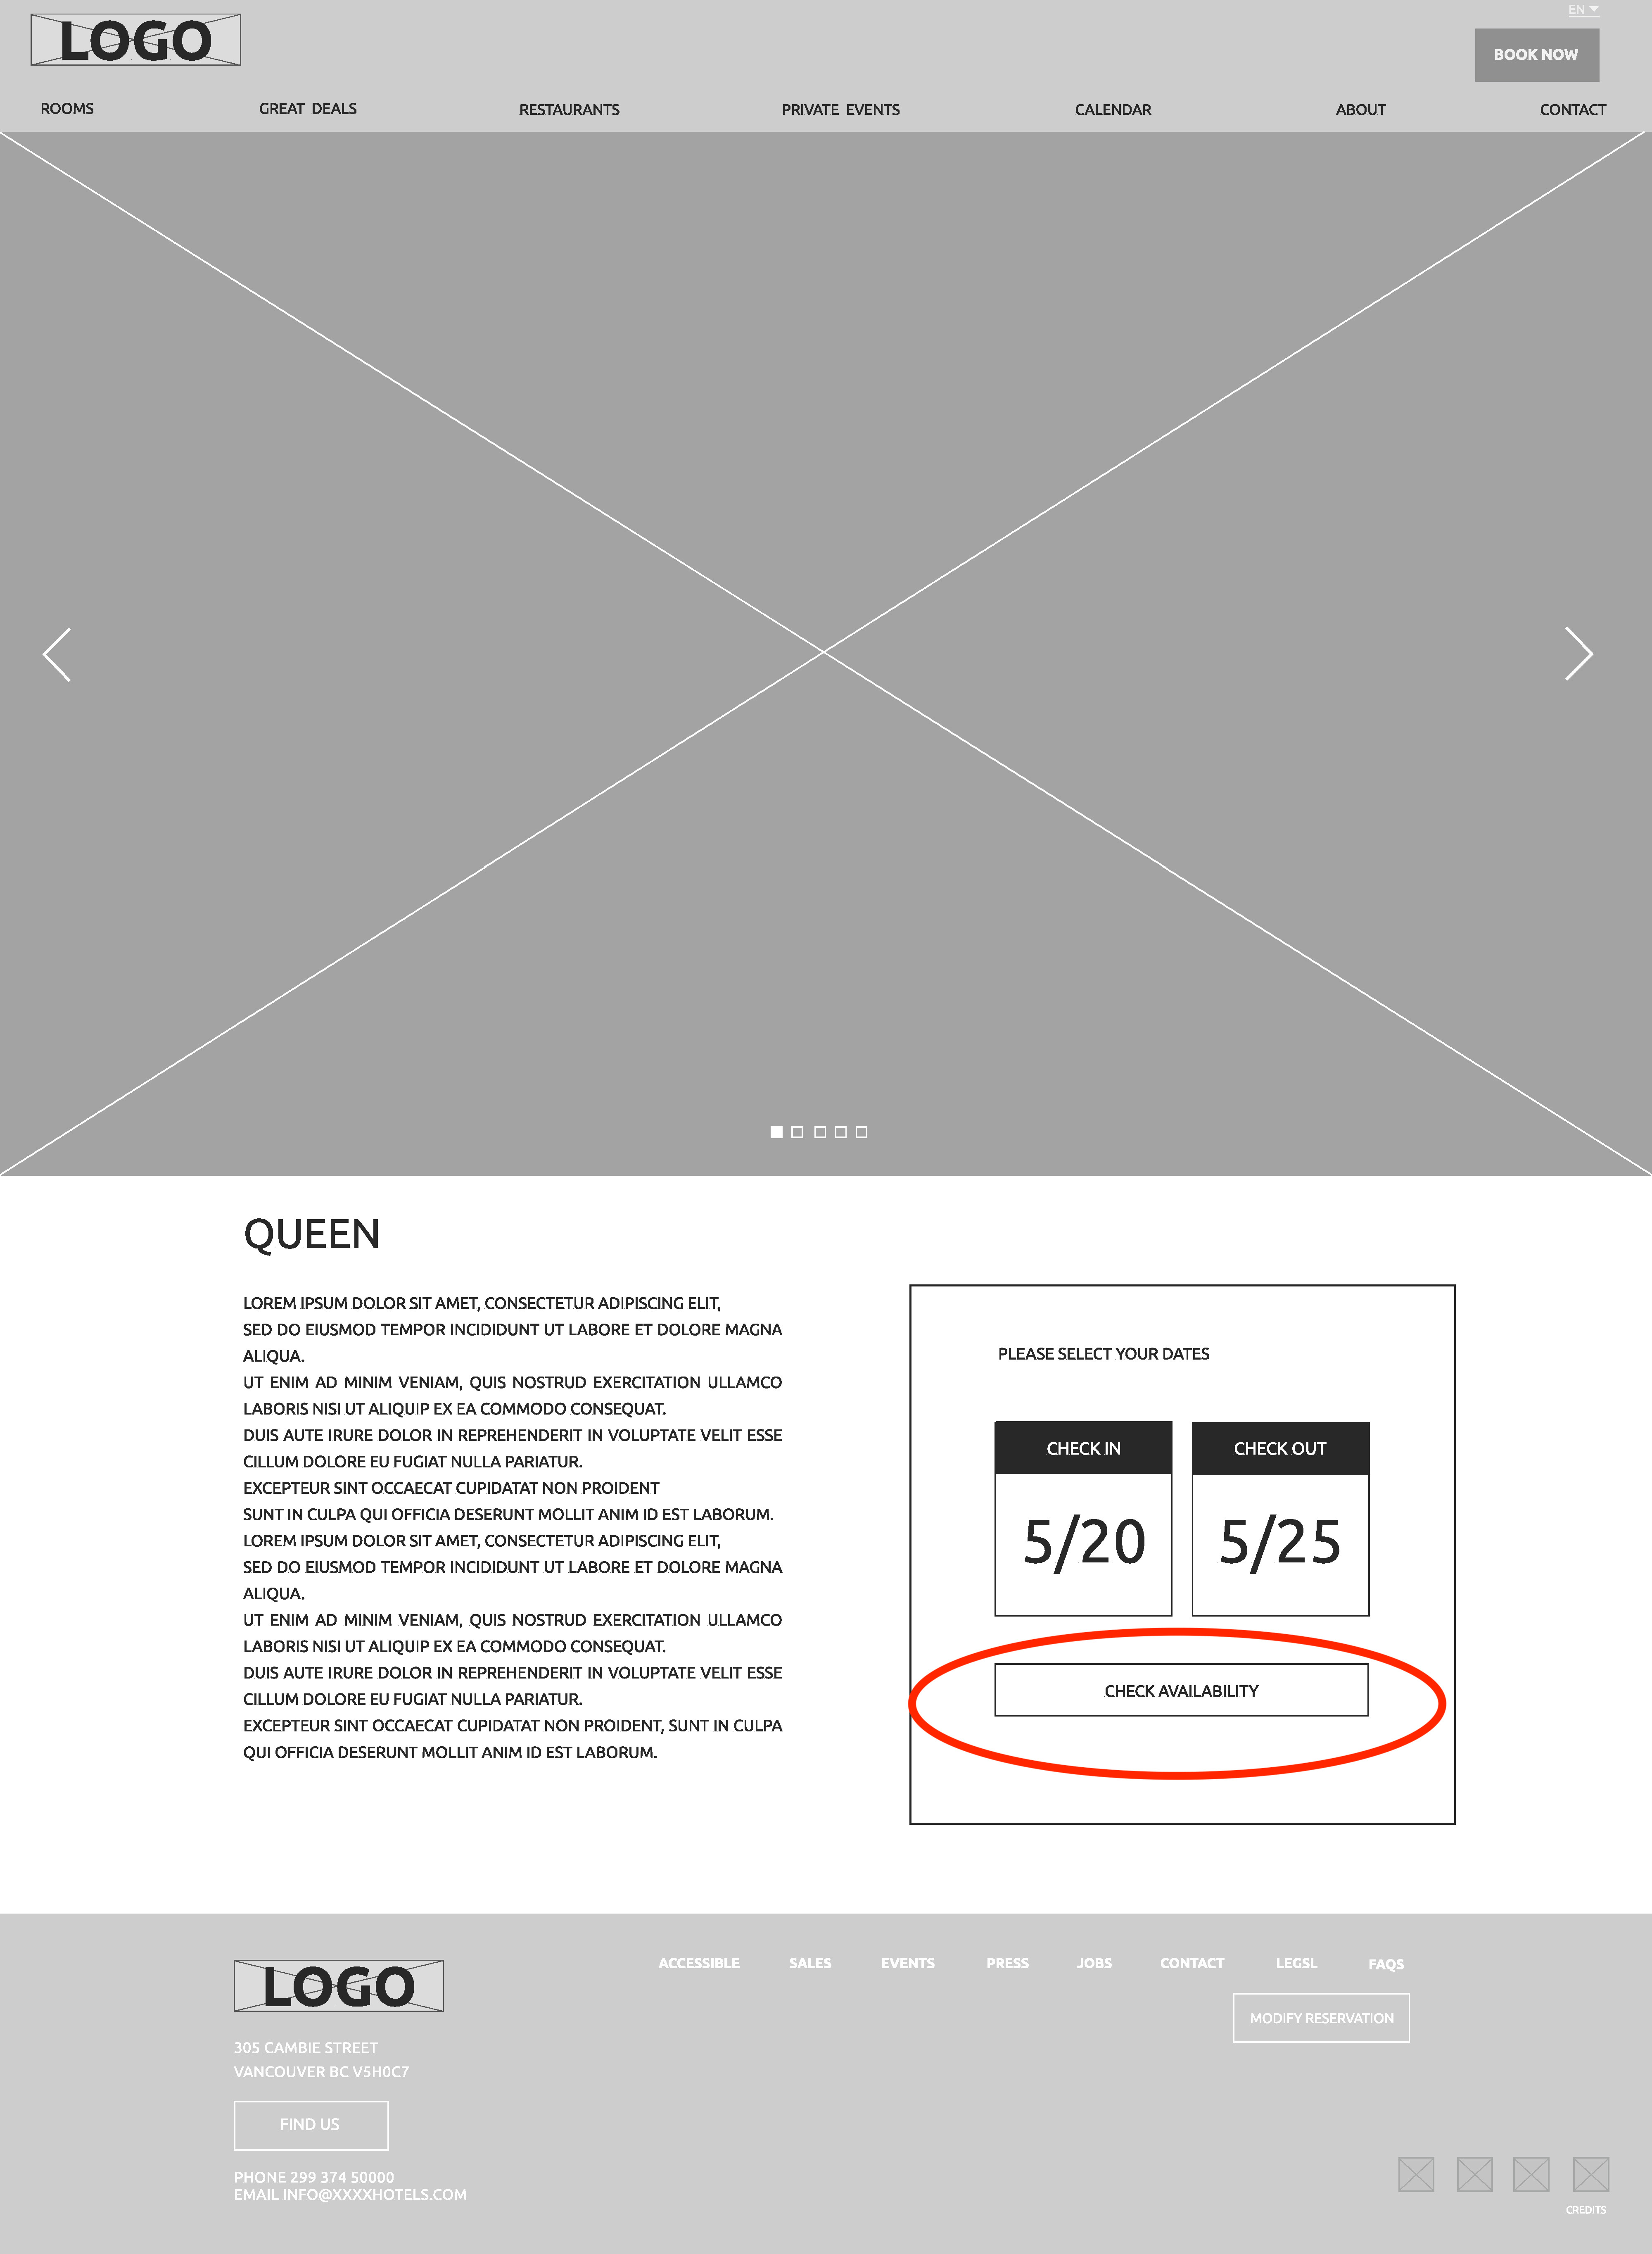 LOGO
EN
BOOK NOW
ROOMS
GREAT DEALS
RESTAURANTS
PRIVATE EVENTS
CALENDAR
ABOUT
CONTACT
QUEEN
LOREM IPSUM DOLOR SIT AMET, CONSECTETUR ADIPISCING ELIT,
SED DO EIUSMOD TEMPOR INCIDIDUNT UT LABORE ET DOLORE MAGNA
ALIQUA.
UT ENIM AD MINIM VENIAM, QUIS NOSTRUD EXERCITATION ULLAMCO
LABORIS NISI UT ALIQUIP EX EA COMMODO CONSEQUAT.
DUIS AUTE IRURE DOLOR IN REPREHENDERIT IN VOLUPTATE VELIT ESSE
CILLUM DOLORE EU FUGIAT NULLA PARIATUR.
EXCEPTEUR SINT OCCAECAT CUPIDATAT NON PROIDENT
SUNT IN CULPA QUI OFFICIA DESERUNT MOLLIT ANIM ID EST LABORUM.
LOREM IPSUM DOLOR SIT AMET, CONSECTETUR ADIPISCING ELIT,
SED DO EIUSMOD TEMPOR INCIDIDUNT UT LABORE ET DOLORE MAGNA
ALIQUA.
UT ENIM AD MINIM VENIAM, QUIS NOSTRUD EXERCITATION ULLAMCO
LABORIS NISI UT ALIQUIP EX EA COMMODO CONSEQUAT.
DUIS AUTE IRURE DOLOR IN REPREHENDERIT IN VOLUPTATE VELIT ESSE
CILLUM DOLORE EU FUGIAT NULLA PARIATUR.
EXCEPTEUR SINT OCCAECAT CUPIDATAT NON PROIDENT, SUNT IN CULPA
QUI OFFICIA DESERUNT MOLLIT ANIM ID EST LABORUM.
PLEASE SELECT YOUR DATES
CHECK IN
CHECK OUT
5/20
5/25
CHECK AVAILABILITY
LOGO
305 CAMBIE STREET
VANCOUVER BC V5H0C7
FIND US
PHONE 299 374 50000
EMAIL INFO@XXXXHOTELS.COM
ACCESSIBLE
SALES
EVENTS
PRESS
JOBS
CONTACT
LEGSL
FAQS
MODIFY RESERVATION
CREDITS